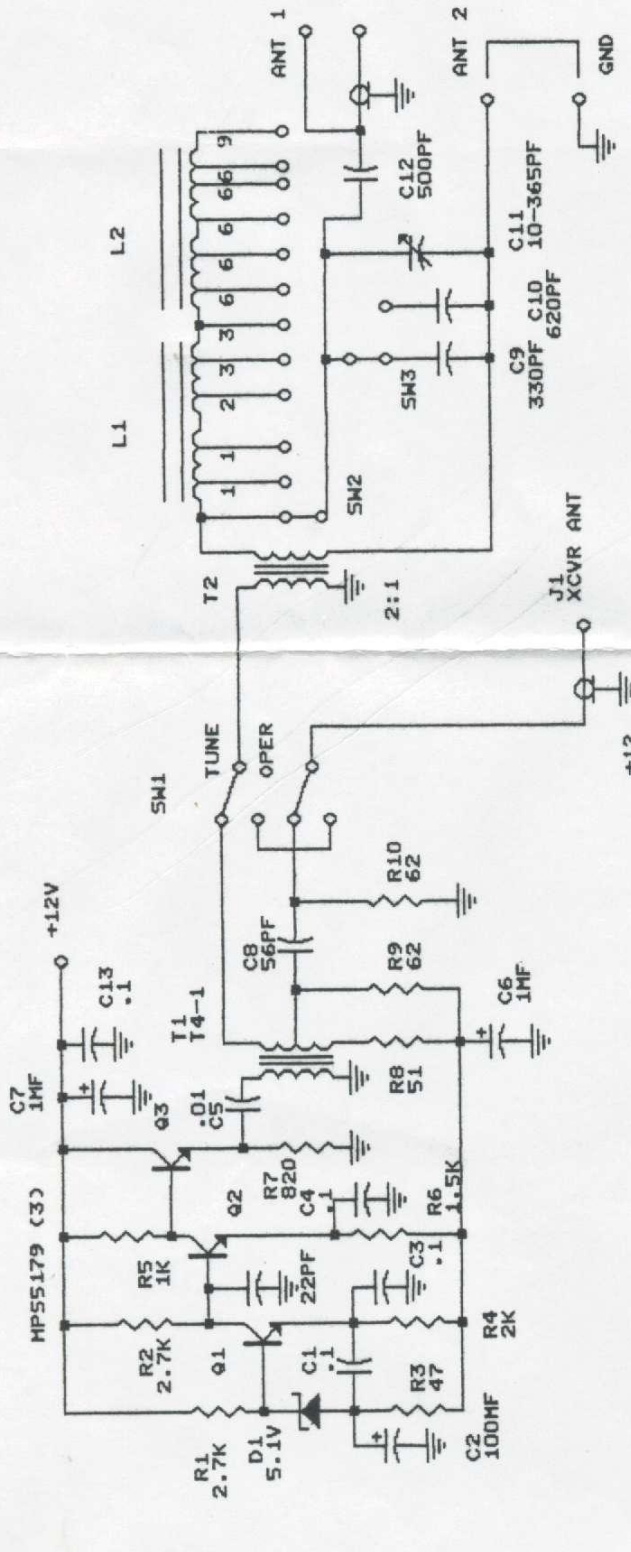 MPS5179 (3)
C7
1MF
+12V
C13
.1
R1
2.7K
R2
2.7K
R5
1K
Q3
Q1
Q2
D1
5.1V
C1
.1
22PF
R7
820
C4
.1
.01
C5
T1
T4-1
R3
47
C3
.1
R6
1.5K
R8
51
R9
62
R10
62
C8
56PF
C2
100MF
R4
2K
C6
1MF
+12
SW1
TUNE
OPER
J1
XCVR ANT
T2
2:1
L1
L2
1
1
2
3
3
6
6
6
6
6
9
SW2
SW3
C9
330PF
C10
620PF
C11
10-365PF
C12
500PF
ANT 1
ANT 2
GND